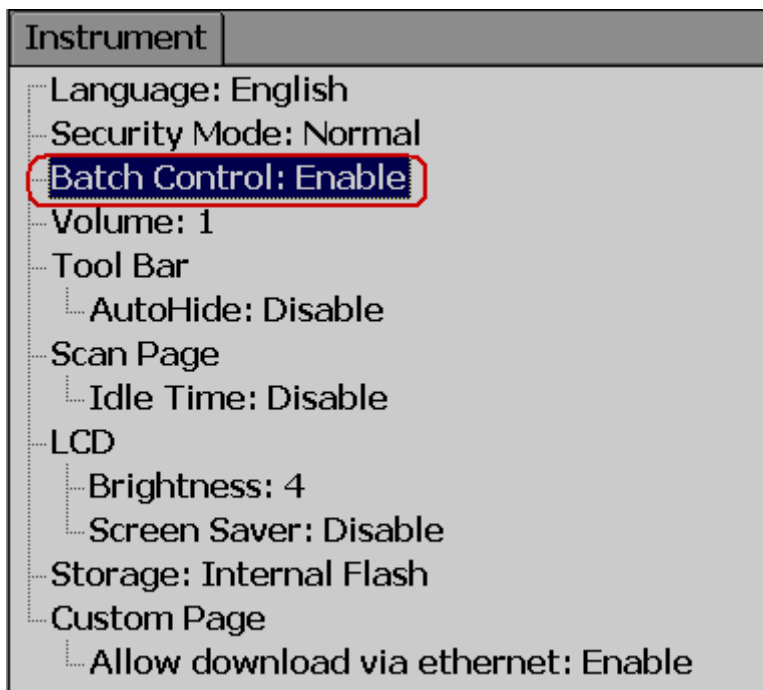 Instrument
Language: English
Security Mode: Normal
Batch Control: Enable
Volume: 1
Tool Bar
AutoHide: Disable
Scan Page
Idle Time: Disable
LCD
Brightness: 4
Screen Saver: Disable
Storage: Internal Flash
Custom Page
Allow download via ethernet: Enable